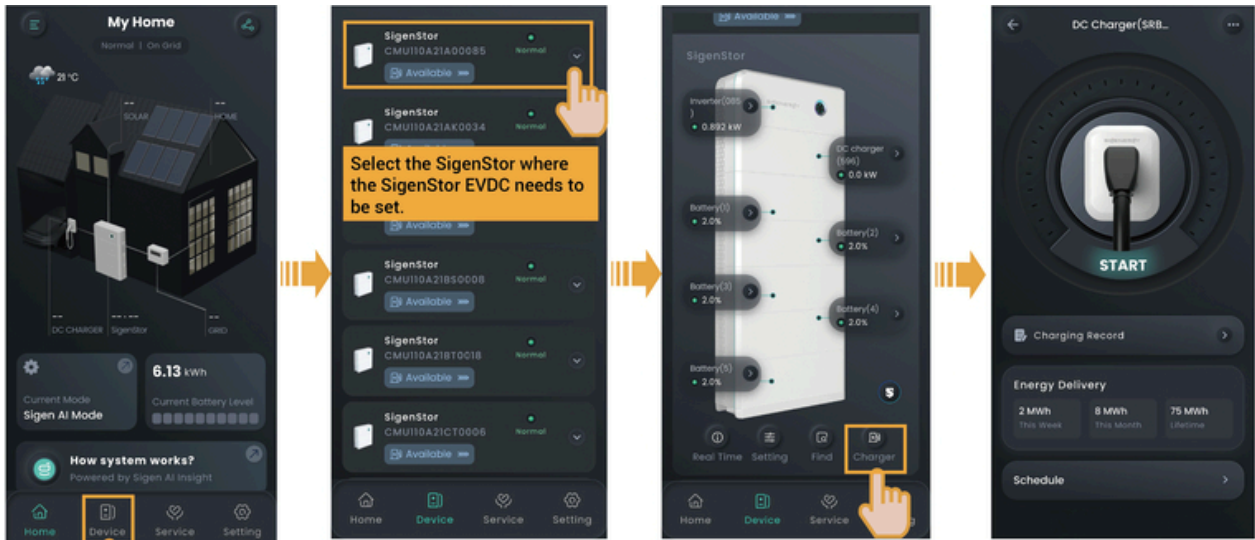 My Home
Normal | On Grid
21 °C
--
SOLAR
--
HOME
--
DC CHARGER
-- . --
SigenStor
--
GRID
6.13 kWh
Current Mode
Sigen AI Mode
Current Battery Level
How system works?
Powered by Sigen AI Insight
Home
Device
Service
Setting
SigenStor
CMU110A21A00085
Normal
Available
SigenStor
CMU110A21AK0034
Normal
Select the SigenStor where
the SigenStor EVDC needs to
be set.
Available
SigenStor
CMU110A21BS0008
Normal
Available
SigenStor
CMU110A21BT0018
Normal
Available
SigenStor
CMU110A21CT0006
Normal
Available
Home
Device
Service
Setting
Available
SigenStor
Inverter(085
)
0.892 kW
DC charger
(596)
0.0 kW
Battery(1)
2.0%
Battery(2)
2.0%
Battery(3)
2.0%
Battery(4)
2.0%
Battery(5)
2.0%
Real Time
Setting
Find
Charger
Home
Device
Service
DC Charger(SRB...
START
Charging Record
Energy Delivery
2 MWh
This Week
8 MWh
This Month
75 MWh
Lifetime
Schedule